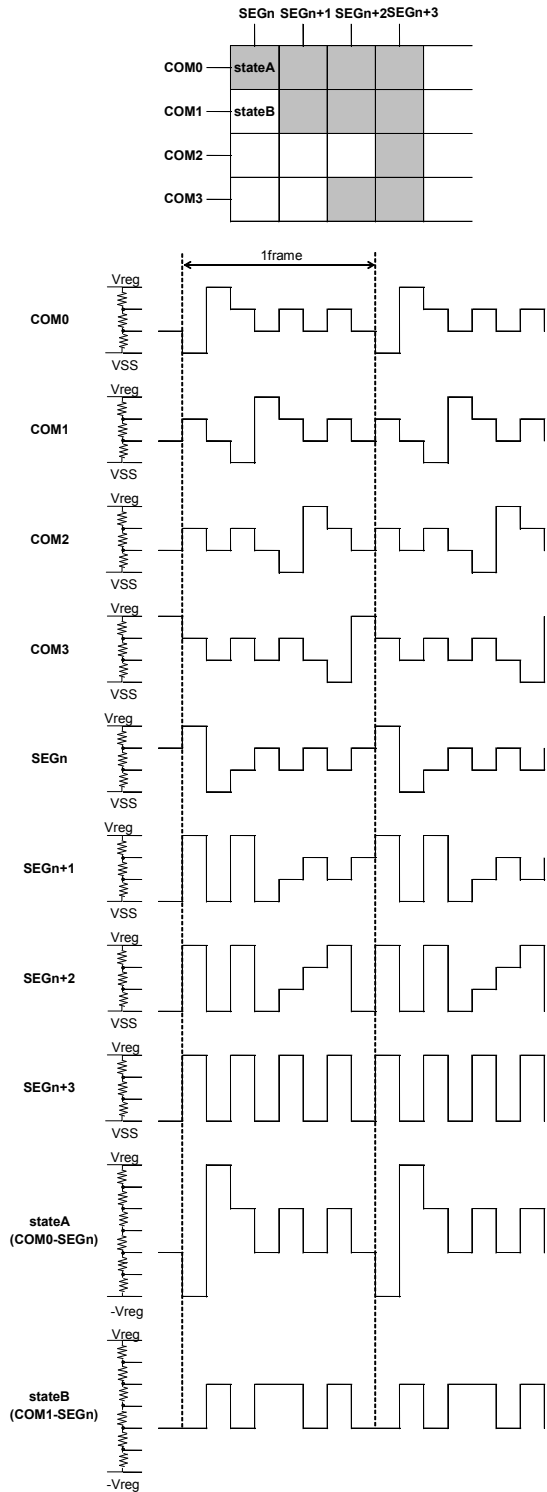 SEGn SEGn+1 SEGn+2 SEGn+3
COM0 stateA
COM1 stateB
COM2
COM3
1frame
Vreg
COM0
VSS
Vreg
COM1
VSS
Vreg
COM2
VSS
Vreg
COM3
VSS
Vreg
SEGn
VSS
Vreg
SEGn+1
VSS
Vreg
SEGn+2
VSS
Vreg
SEGn+3
VSS
Vreg
stateA
(COM0-SEGn)
-Vreg
Vreg
stateB
(COM1-SEGn)
-Vreg